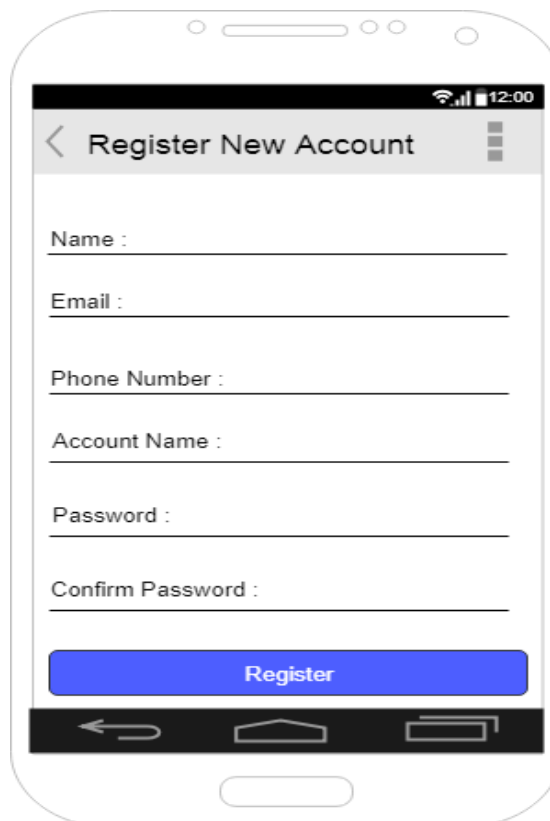 12:00
Register New Account
Name :
Email :
Phone Number :
Account Name :
Password :
Confirm Password :
Register